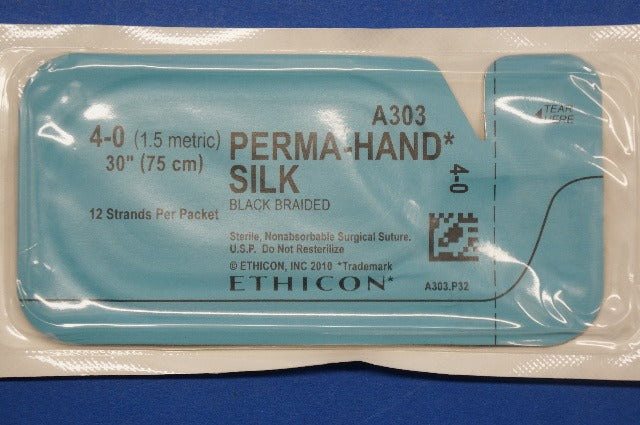 A303
4-0 (1.5 metric)
30" (75 cm)
12 Strands Per Packet
PERMA-HAND*
SILK
BLACK BRAIDED
Sterile, Nonabsorbable Surgical Suture.
U.S.P. Do Not Resterilize
© ETHICON, INC 2010 *Trademark
ETHICON*
4-0
TEAR
HERE
A303.P32